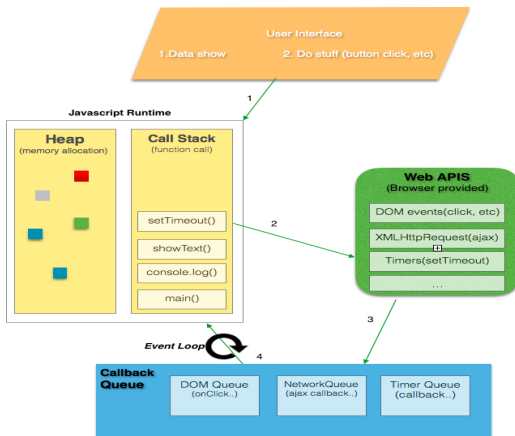 User Interface
1.Data show 2. Do stuff (button click, etc)
1
Javascript Runtime
Heap
(memory allocation)
Call Stack
(function call)
setTimeout()
showText()
console.log()
main()
2
Web APIS
(Browser provided)
DOM events(click, etc)
XMLHttpRequest(ajax)
Timers(setTimeout)
...
3
Event Loop
4
Callback
Queue
DOM Queue
(onClick..)
NetworkQueue
(ajax callback..)
Timer Queue
(callback..)